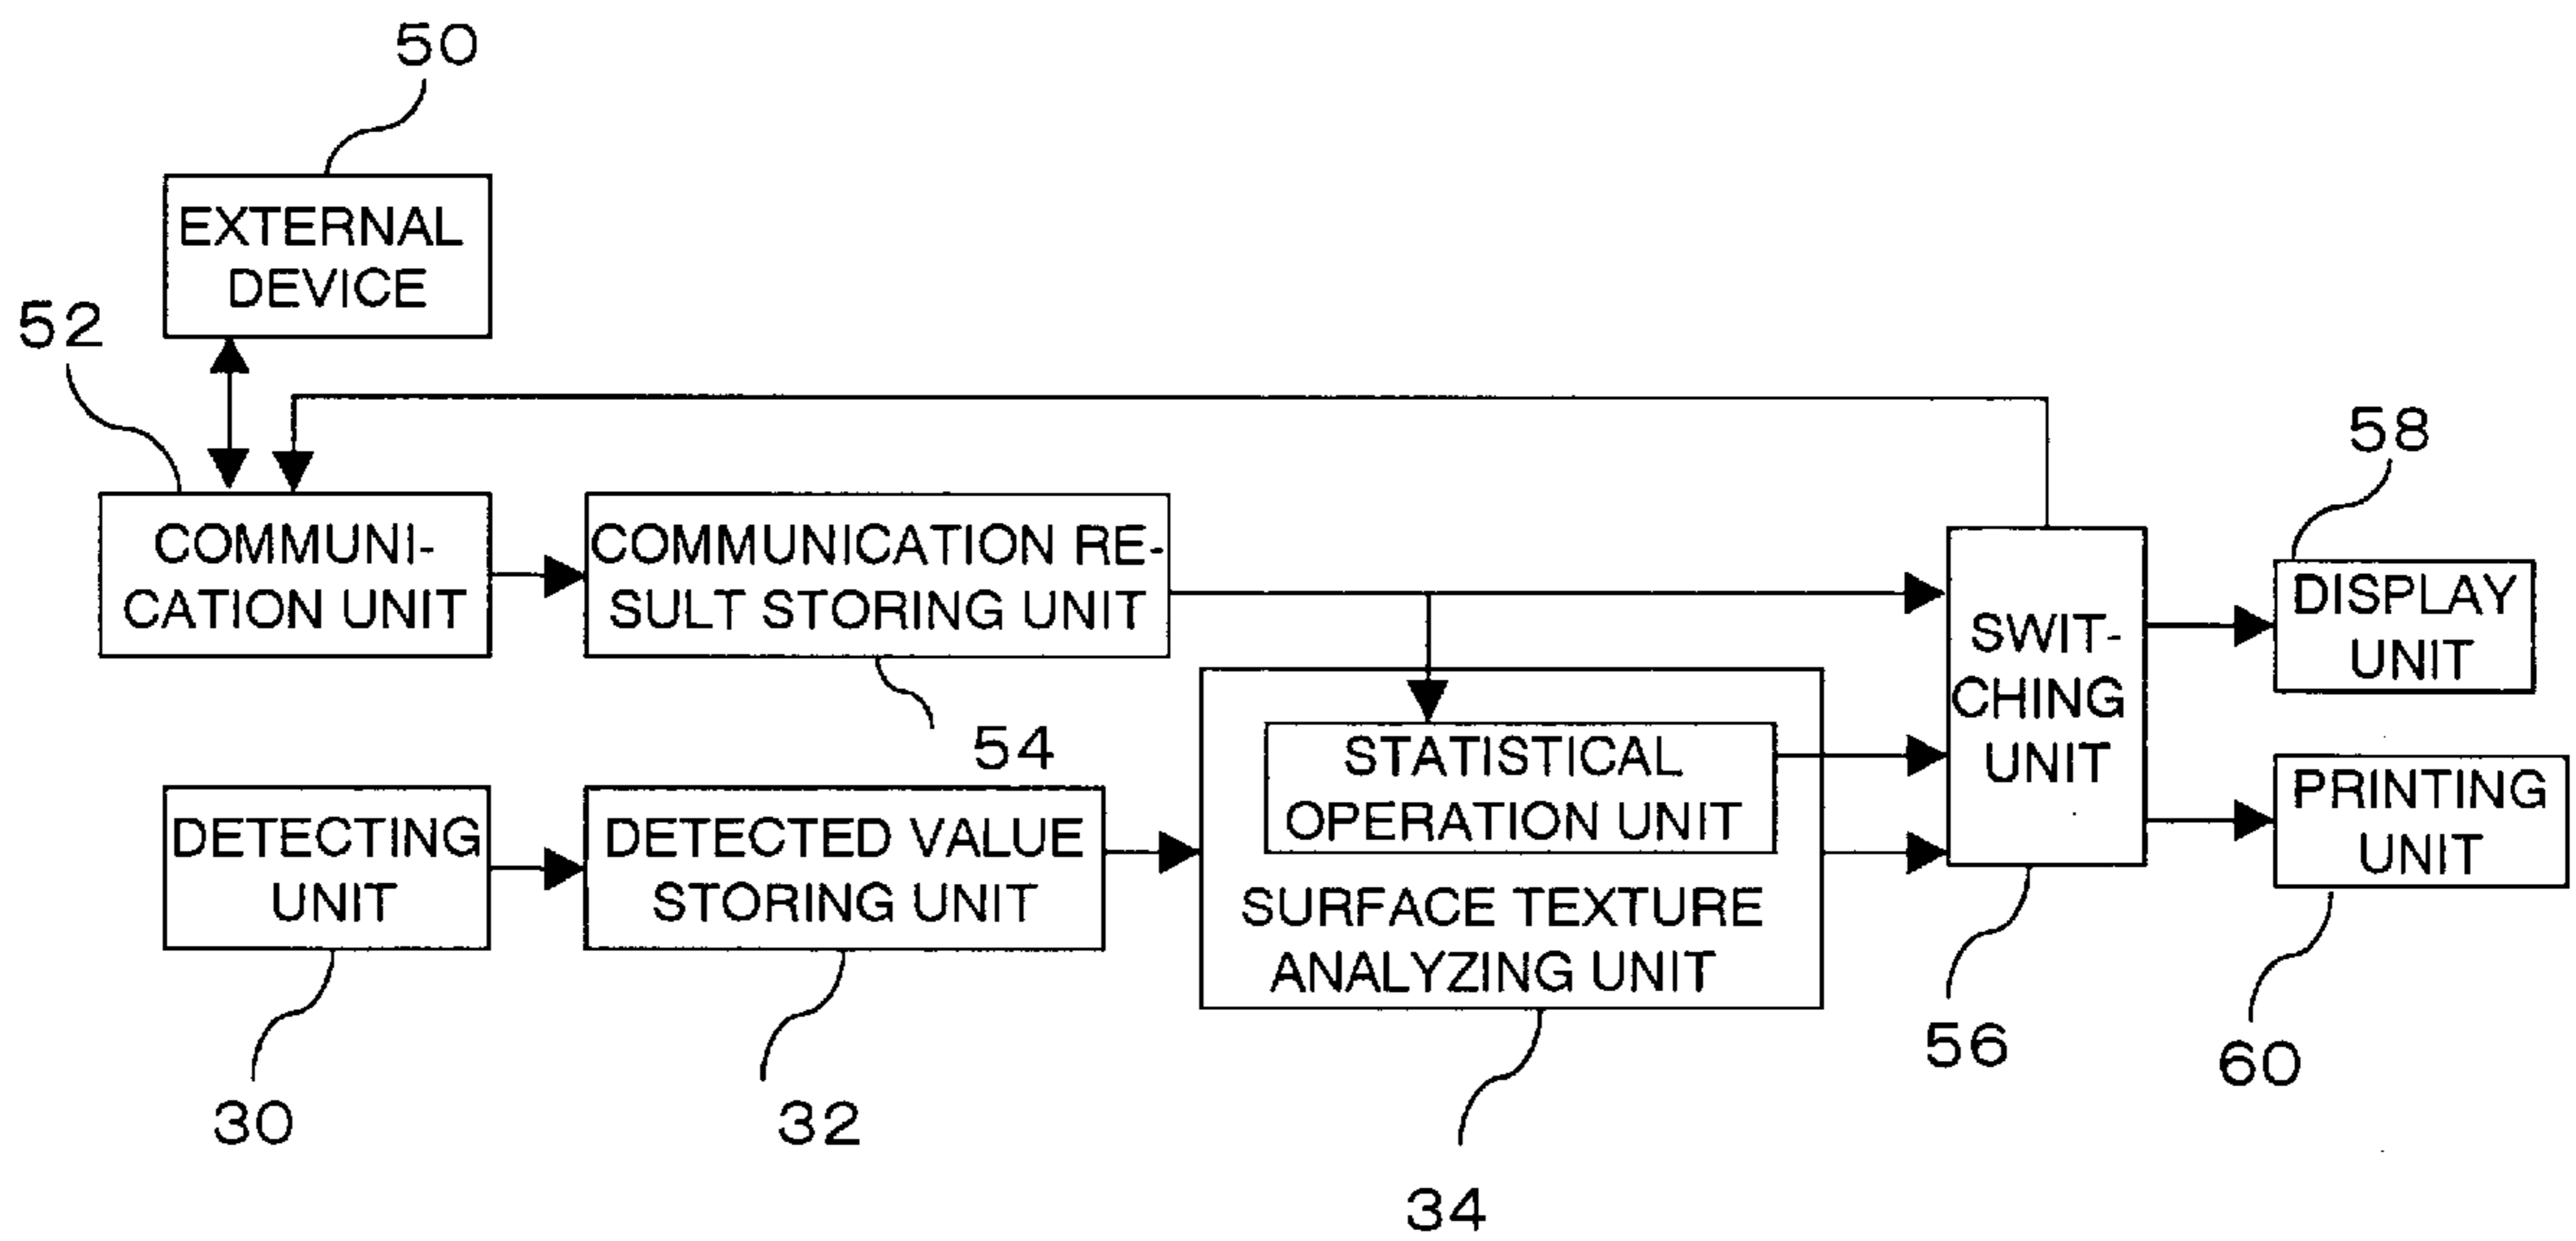 50
EXTERNAL
DEVICE
52
58
COMMUNI-
CATION UNIT
COMMUNICATION RE-
SULT STORING UNIT
SWIT-
CHING
UNIT
DISPLAY
UNIT
54
STATISTICAL
OPERATION UNIT
PRINTING
UNIT
DETECTING
UNIT
DETECTED VALUE
STORING UNIT
SURFACE TEXTURE
ANALYZING UNIT
56
60
30
32
34